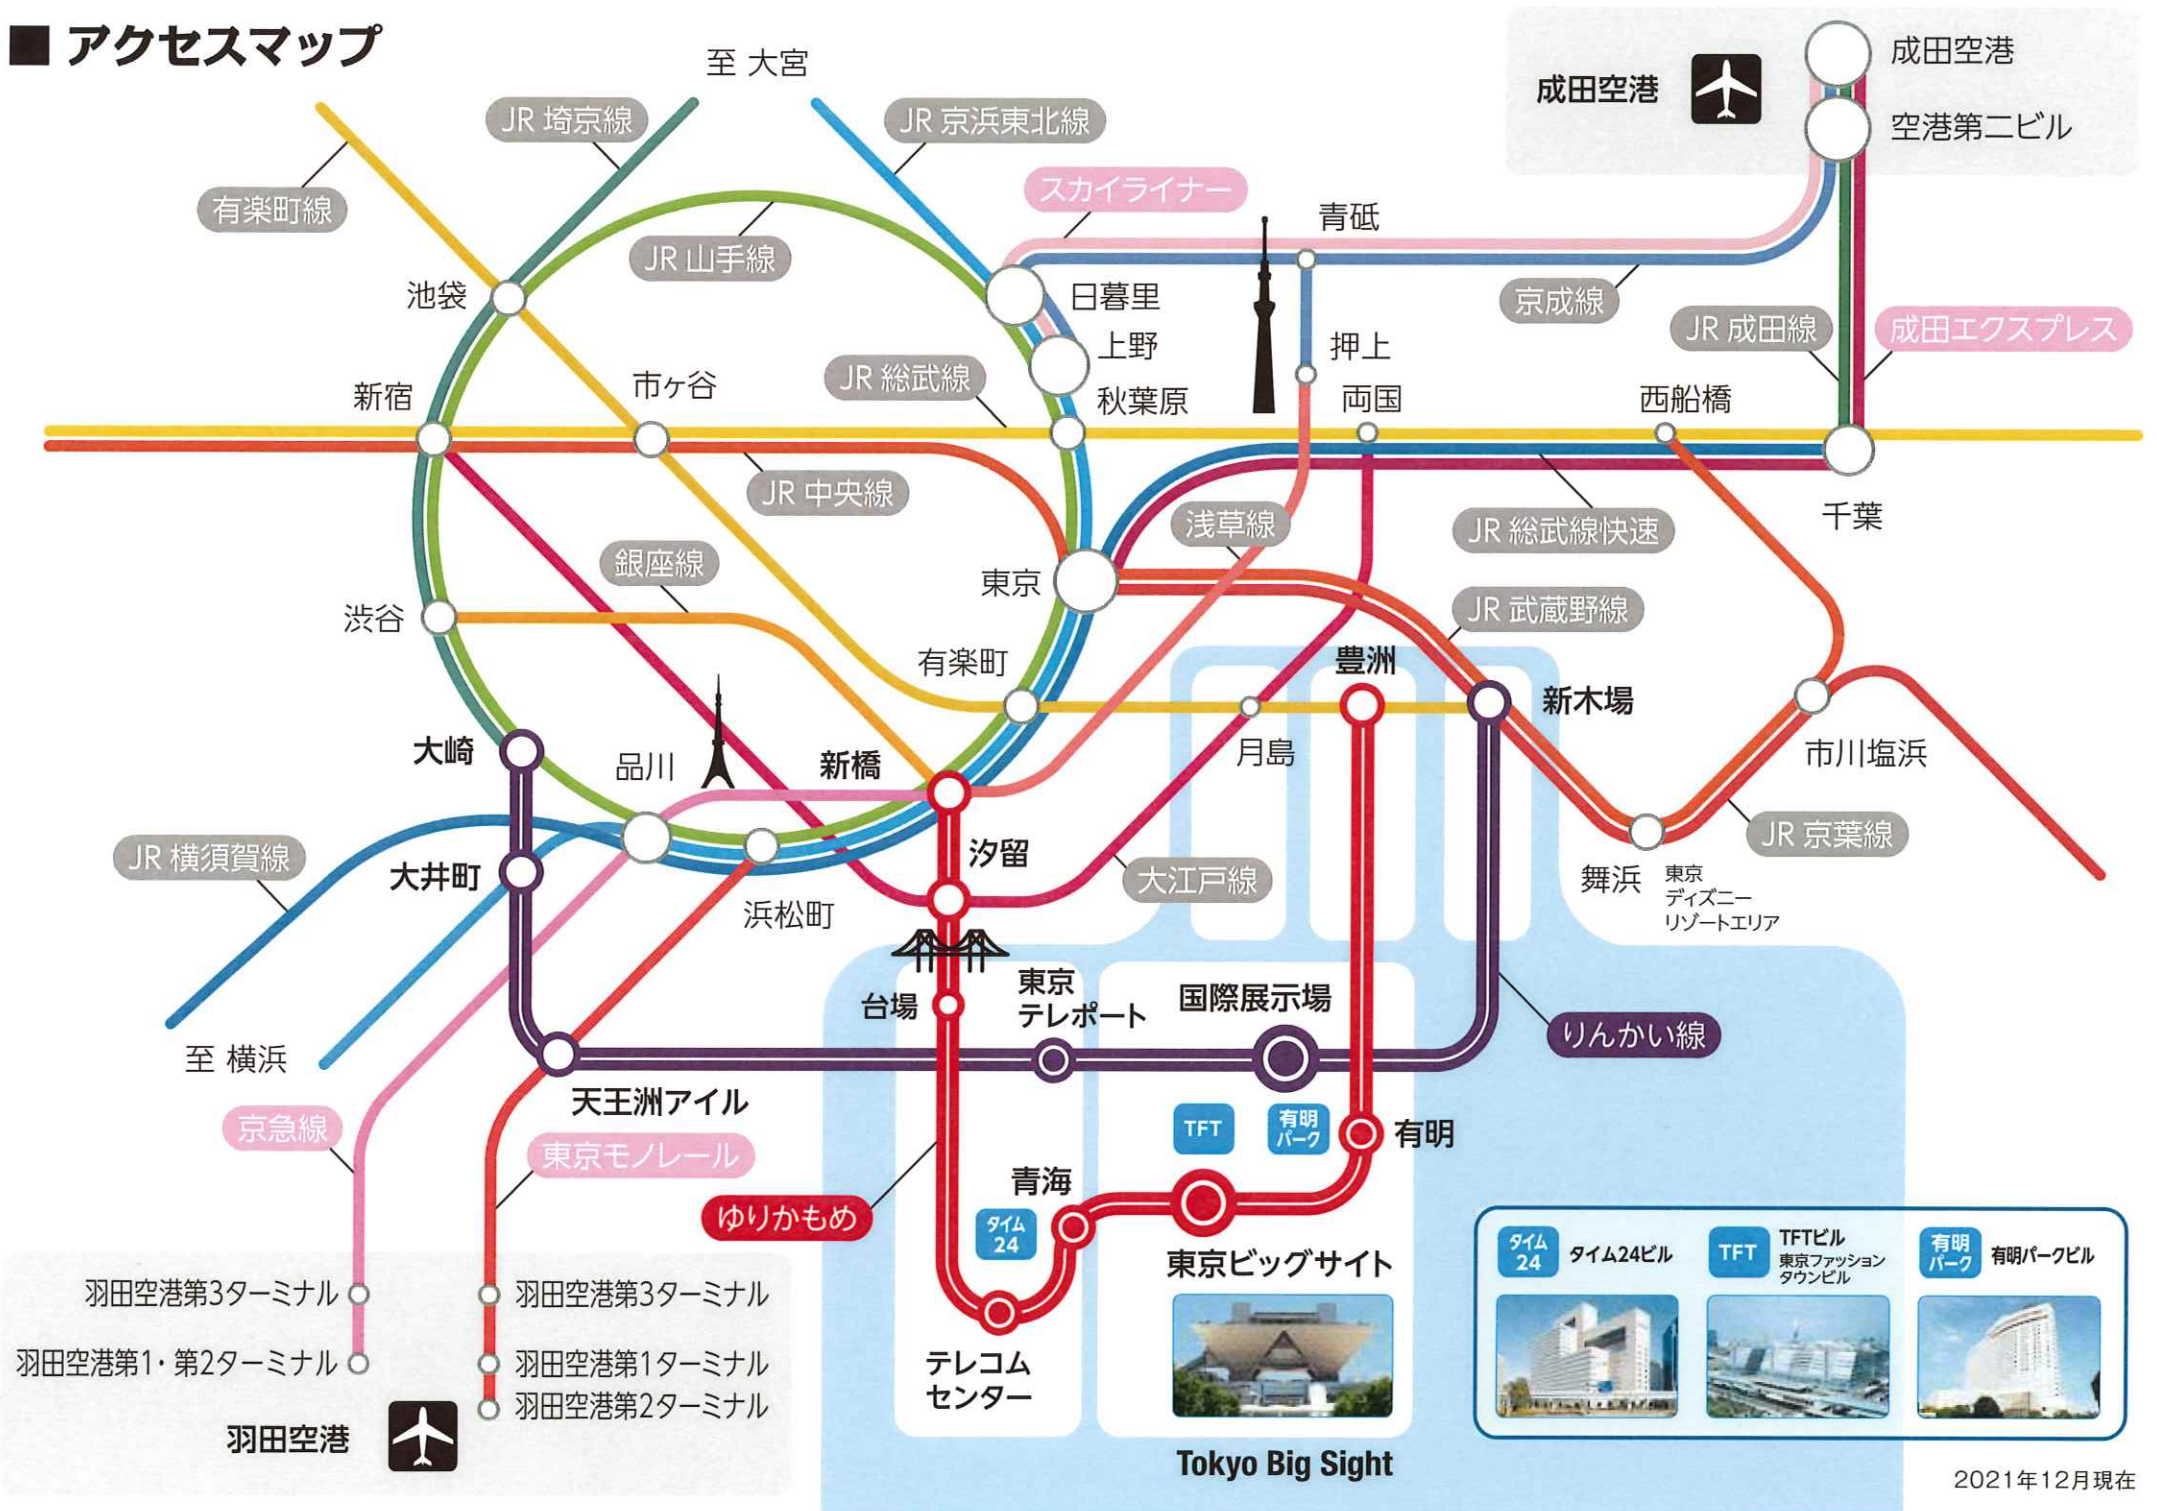 ■ アクセスマップ
至 大宮
JR 埼京線
JR 京浜東北線
有楽町線
JR 山手線
スカイライナー
成田空港
成田空港
空港第二ビル
青砥
池袋
日暮里
京成線
上野
JR 成田線
成田エクスプレス
押上
新宿
市ヶ谷
JR 総武線
秋葉原
両国
西船橋
JR 中央線
千葉
浅草線
JR 総武線快速
銀座線
東京
渋谷
JR 武蔵野線
有楽町
豊洲
新木場
大崎
品川
新橋
月島
市川塩浜
JR 横須賀線
大井町
汐留
浜松町
大江戸線
舞浜
東京
ディズニー
リゾートエリア
JR 京葉線
台場
東京
テレポート
国際展示場
りんかい線
至 横浜
天王洲アイル
京急線
東京モノレール
TFT
有明
パーク
有明
青海
ゆりかもめ
タイム
24
東京ビッグサイト
タイム
24
タイム24ビル
TFT
TFTビル
東京ファッション
タウンビル
有明
パーク
有明パークビル
羽田空港第3ターミナル
羽田空港第3ターミナル
羽田空港第1・第2ターミナル
羽田空港第1ターミナル
羽田空港第2ターミナル
羽田空港
テレコム
センター
Tokyo Big Sight
2021年12月現在